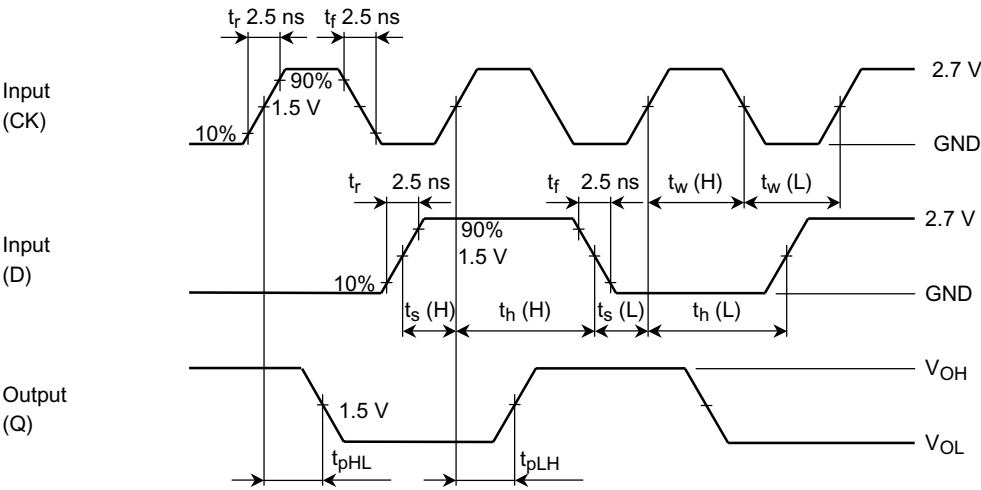 tr 2.5 ns tf 2.5 ns
Input
(CK)
90%
1.5 V
10%
2.7 V
GND
tr 2.5 ns tf 2.5 ns
tw (H) tw (L)
Input
(D)
90%
1.5 V
10%
2.7 V
GND
ts (H) th (H) ts (L) th (L)
Output
(Q)
1.5 V
VOH
VOL
tpHL tpLH